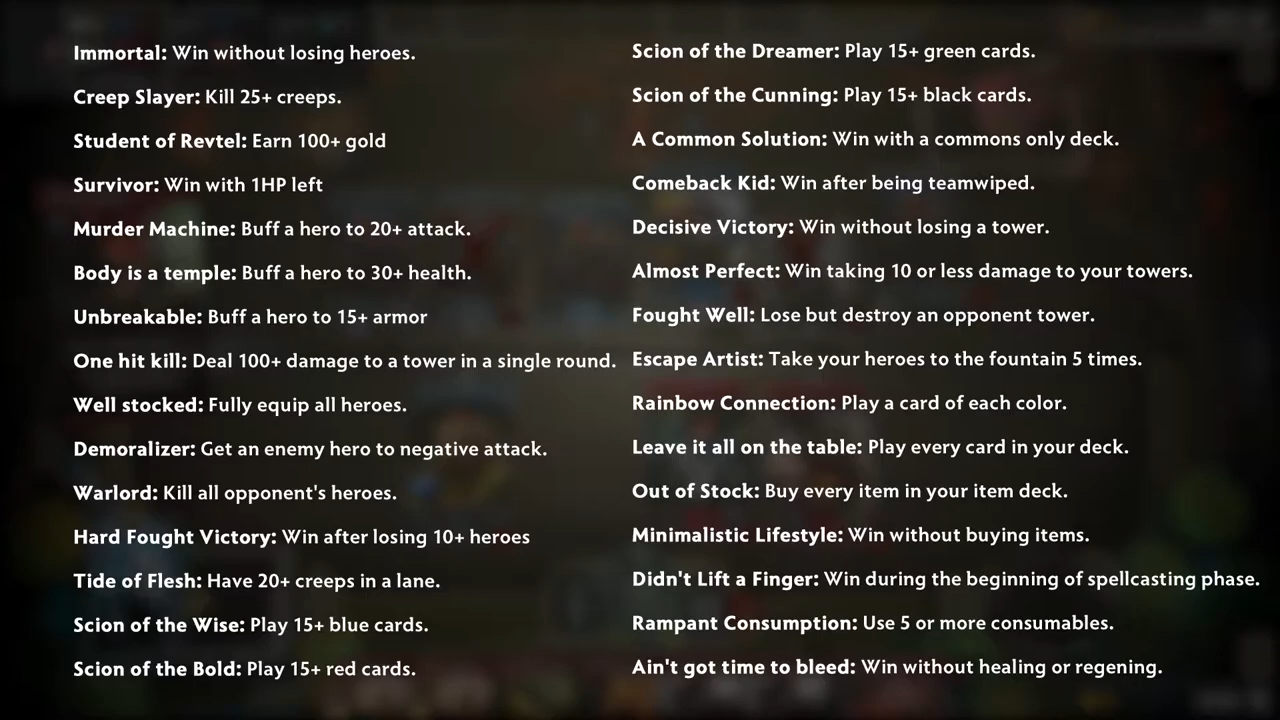 Immortal: Win without losing heroes.
Creep Slayer: Kill 25+ creeps.
Student of Revtel: Earn 100+ gold
Survivor: Win with 1HP left
Murder Machine: Buff a hero to 20+ attack.
Body is a temple: Buff a hero to 30+ health.
Unbreakable: Buff a hero to 15+ armor
One hit kill: Deal 100+ damage to a tower in a single round.
Well stocked: Fully equip all heroes.
Demoralizer: Get an enemy hero to negative attack.
Warlord: Kill all opponent's heroes.
Hard Fought Victory: Win after losing 10+ heroes
Tide of Flesh: Have 20+ creeps in a lane.
Scion of the Wise: Play 15+ blue cards.
Scion of the Bold: Play 15+ red cards.
Scion of the Dreamer: Play 15+ green cards.
Scion of the Cunning: Play 15+ black cards.
A Common Solution: Win with a commons only deck.
Comeback Kid: Win after being teamwiped.
Decisive Victory: Win without losing a tower.
Almost Perfect: Win taking 10 or less damage to your towers.
Fought Well: Lose but destroy an opponent tower.
Escape Artist: Take your heroes to the fountain 5 times.
Rainbow Connection: Play a card of each color.
Leave it all on the table: Play every card in your deck.
Out of Stock: Buy every item in your item deck.
Minimalistic Lifestyle: Win without buying items.
Didn't Lift a Finger: Win during the beginning of spellcasting phase.
Rampant Consumption: Use 5 or more consumables.
Ain't got time to bleed: Win without healing or regening.